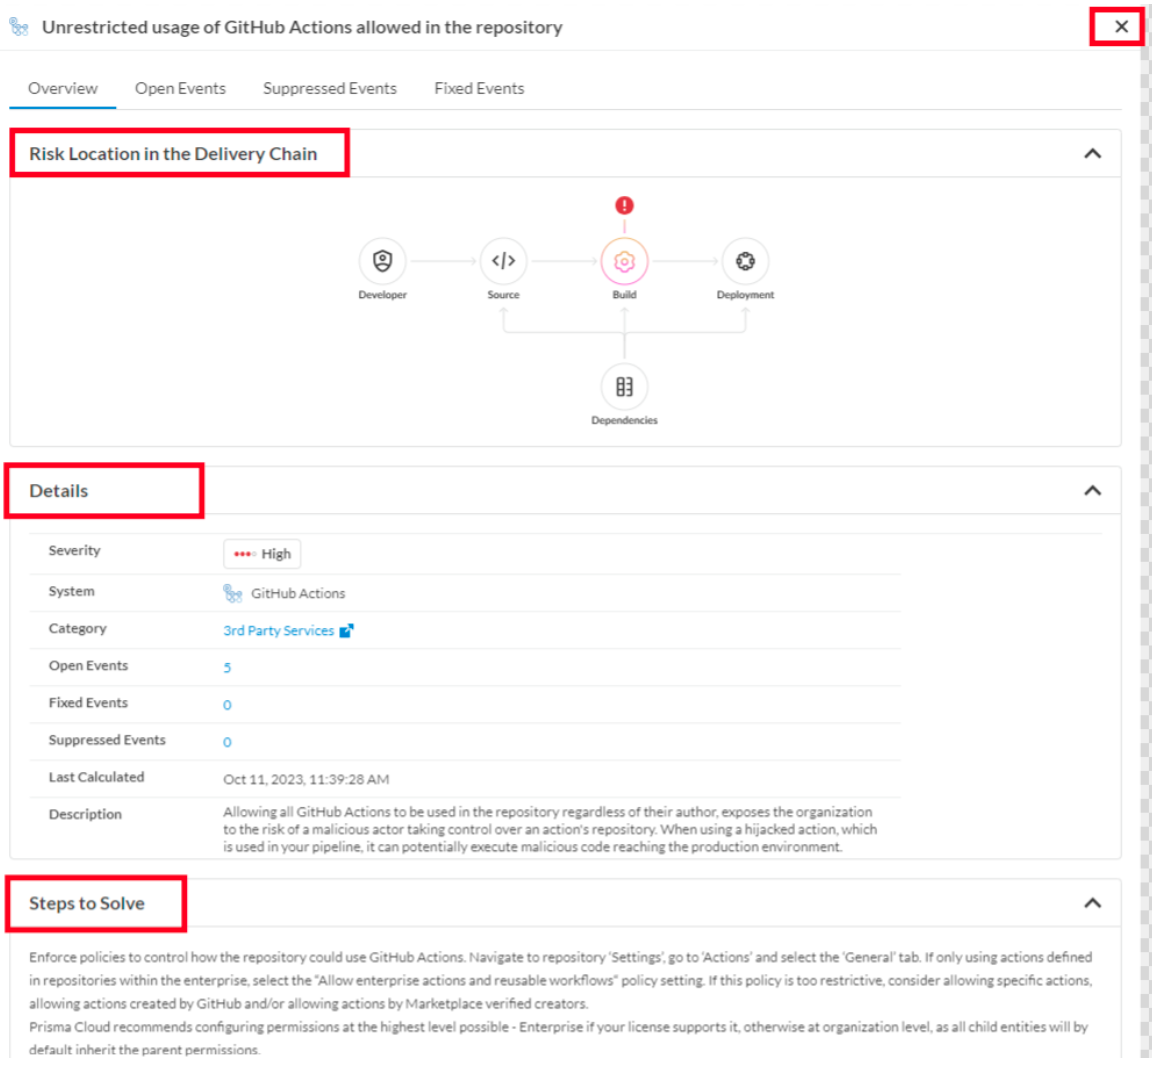 Unrestricted usage of GitHub Actions allowed in the repository
Overview Open Events Suppressed Events Fixed Events
Risk Location in the Delivery Chain
Developer Source Build Deployment
Dependencies
Details
Severity High
System GitHub Actions
Category 3rd Party Services
Open Events 5
Fixed Events 0
Suppressed Events 0
Last Calculated Oct 11, 2023, 11:39:28 AM
Description Allowing all GitHub Actions to be used in the repository regardless of their author, exposes the organization
to the risk of a malicious actor taking control over an action's repository. When using a hijacked action, which
is used in your pipeline, it can potentially execute malicious code reaching the production environment.
Steps to Solve
Enforce policies to control how the repository could use GitHub Actions. Navigate to repository 'Settings', go to 'Actions' and select the 'General' tab. If only using actions defined
in repositories within the enterprise, select the "Allow enterprise actions and reusable workflows" policy setting. If this policy is too restrictive, consider allowing specific actions,
allowing actions created by GitHub and/or allowing actions by Marketplace verified creators.
Prisma Cloud recommends configuring permissions at the highest level possible - Enterprise if your license supports it, otherwise at organization level, as all child entities will by
default inherit the parent permissions.